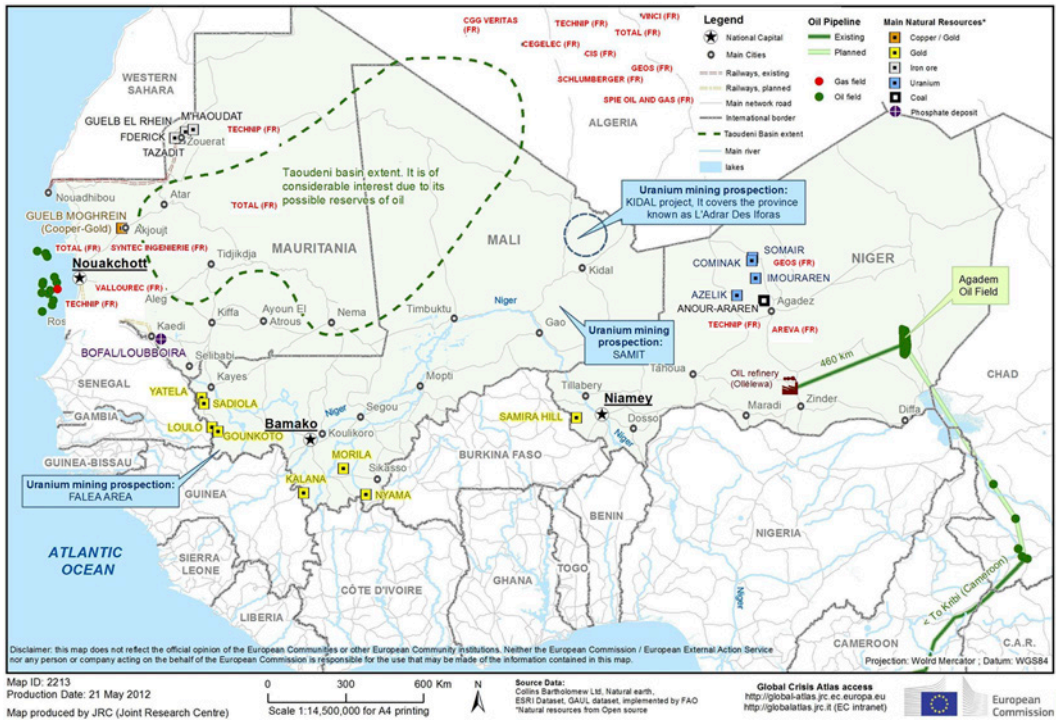 CGG VERITAS
(FR)
TECHNIP (FR)
VINCI (FR)
TOTAL (FR)
CEGELEC (FR)
CIS (FR)
GEOS (FR)
SCHLUMBERGER (FR)
SPIE OIL AND GAS (FR)
ALGERIA
Legend
National Capital
Main Cities
Railways, existing
Railways, planned
Main network road
International border
Taoudeni Basin extent
Main river
lakes
Oil Pipeline
Existing
Planned
Gas field
Oil field
Main Natural Resources*
Copper / Gold
Gold
Iron ore
Uranium
Coal
Phosphate deposit
WESTERN
SAHARA
GUELB EL RHEIN
M'HAOUDAT
FDERICK
TAZADIT
Zouerat
TECHNIP (FR)
Taoudeni basin extent. It is of
considerable interest due to its
possible reserves of oil
Uranium mining prospection:
KIDAL project, It covers the province
known as L'Adrar Des Iforas
Nouadhibou
Atar
TOTAL (FR)
GUELB MOGHREIN
(Cooper-Gold)
Akjoujt
MAURITANIA
MALI
NIGER
TOTAL (FR)
SYNTEC INGENIERIE (FR)
Nouakchott
Tidjikdja
Kidal
SOMAIR
COMINAK
GEOS (FR)
IMOURAREN
AZELIK
ANOUR-ARAREN
Agadez
TECHNIP (FR)
AREVA (FR)
Agadem
Oil Field
VALLOUREC (FR)
TECHNIP (FR)
Aleg
Ros
Kaedi
Kiffa
Ayoun El
Atrous
Nema
Timbuktu
Niger
Gao
Uranium mining
prospection:
SAMIT
BOFAL/LOUBBOIRA
Selibabi
460 km
OIL refinery
(Ollélewa)
CHAD
SENEGAL
Kayes
Mopti
Tahoua
Tillabery
Niamey
Zinder
Maradi
Diffa
YATELA
SADIOLA
GAMBIA
LOULO
GOUNKOTO
Bamako
Niger
Segou
Koulikoro
SAMIRA HILL
Dosso
Niger
GUINEA-BISSAU
MORILA
Sikasso
BURKINA FASO
Uranium mining prospection:
FALEA AREA
GUINEA
KALANA
NYAMA
BENIN
NIGERIA
ATLANTIC
OCEAN
SIERRA
LEONE
LIBERIA
CÔTE D'IVOIRE
GHANA
TOGO
Niger
< To Kribi (Cameroon)
CAMEROON
C.A.R.
Disclaimer: this map does not reflect the official opinion of the European Communities or other European Community institutions. Neither the European Commission / European External Action Service
nor any person or company acting on the behalf of the European Commission is responsible for the use that may be made of the information contained in this map.
Projection: Wolrd Mercator ; Datum: WGS84
Map ID: 2213
Production Date: 21 May 2012
Map produced by JRC (Joint Research Centre)
0 300 600 Km
Scale 1:14,500,000 for A4 printing
N
Source Data:
Collins Bartholomew Ltd, Natural earth,
ESRI Dataset, GAUL dataset, implemented by FAO
*Natural resources from Open source
Global Crisis Atlas access
http://global-atlas.jrc.ec.europa.eu
http://globalatlas.jrc.it (EC intranet)
European
Commission